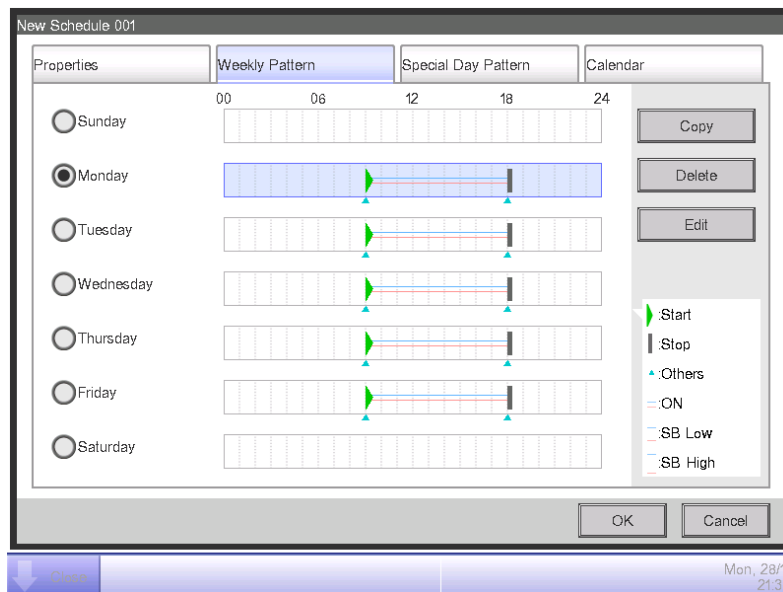 New Schedule 001
Properties
Weekly Pattern
Special Day Pattern
Calendar
00 06 12 18 24
Sunday
Copy
Monday
Delete
Tuesday
Edit
Wednesday
:Start
Thursday
:Stop
:Others
Friday
:ON
:SB Low
Saturday
:SB High
OK
Cancel
Mon, 28/
21:3